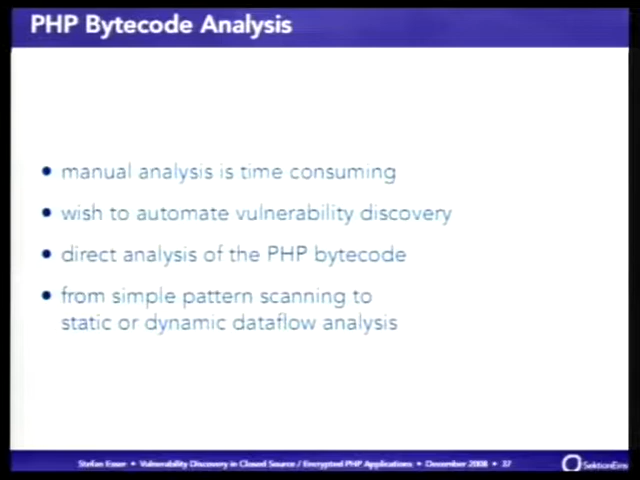 PHP Bytecode Analysis
• manual analysis is time consuming
• wish to automate vulnerability discovery
• direct analysis of the PHP bytecode
• from simple pattern scanning to
static or dynamic dataflow analysis
Stefan Esser • Vulnerability Discovery in Closed Source / Encrypted PHP Applications • December 2008 • 37
SektionEins